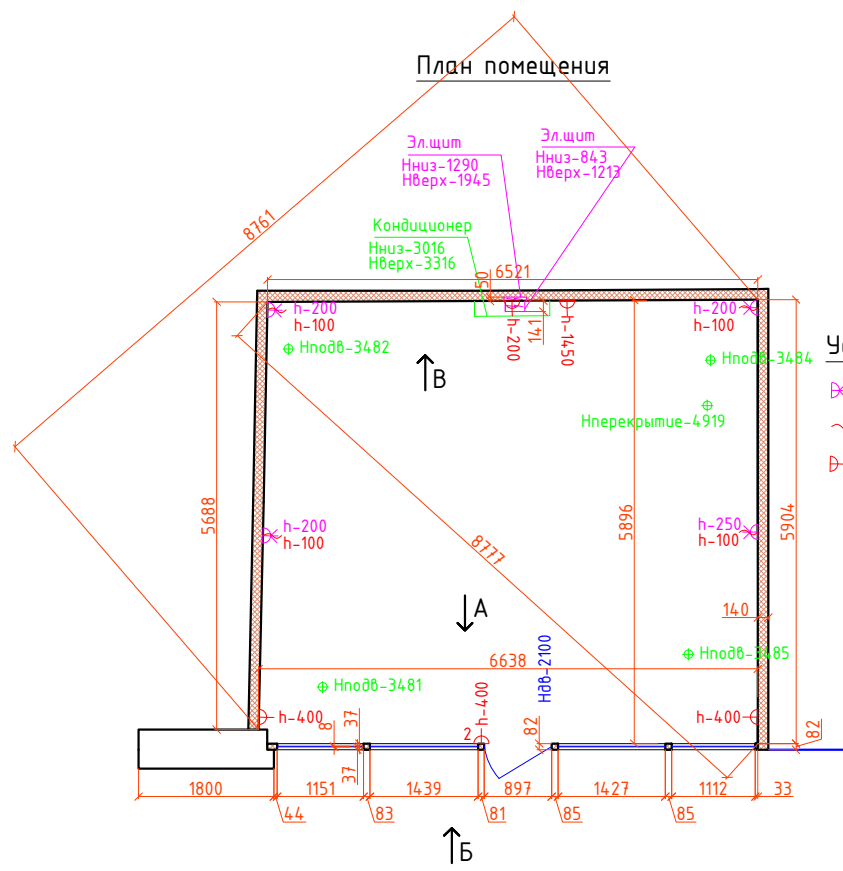 План помещения
Эл.щит
Нниз-1290
Нверх-1945
Эл.щит
Нниз-843
Нверх-1213
8761
Кондиционер
Нниз-3016
Нверх-3316
6521
50
h-200
h-100
h-200
141
h-1450
h-200
h-100
Нподв-3482
В
Нподв-3484
Нперекрытие-4919
5688
h-200
h-100
8777
5896
h-250
h-100
5904
140
А
6638
Ндв-2100
Нподв-3485
Нподв-3481
h-400
8
37
37
2
h-400
82
h-400
82
1800
1151
1439
897
1427
1112
33
44
83
81
85
85
Б